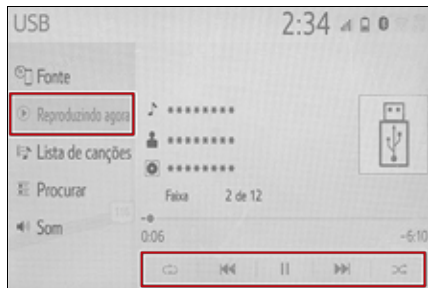 USB 2:34
Fonte
Reproduzindo agora
Lista de canções
Procurar
Som
********
********
********
Faixa 2 de 12
0:06 -6:10